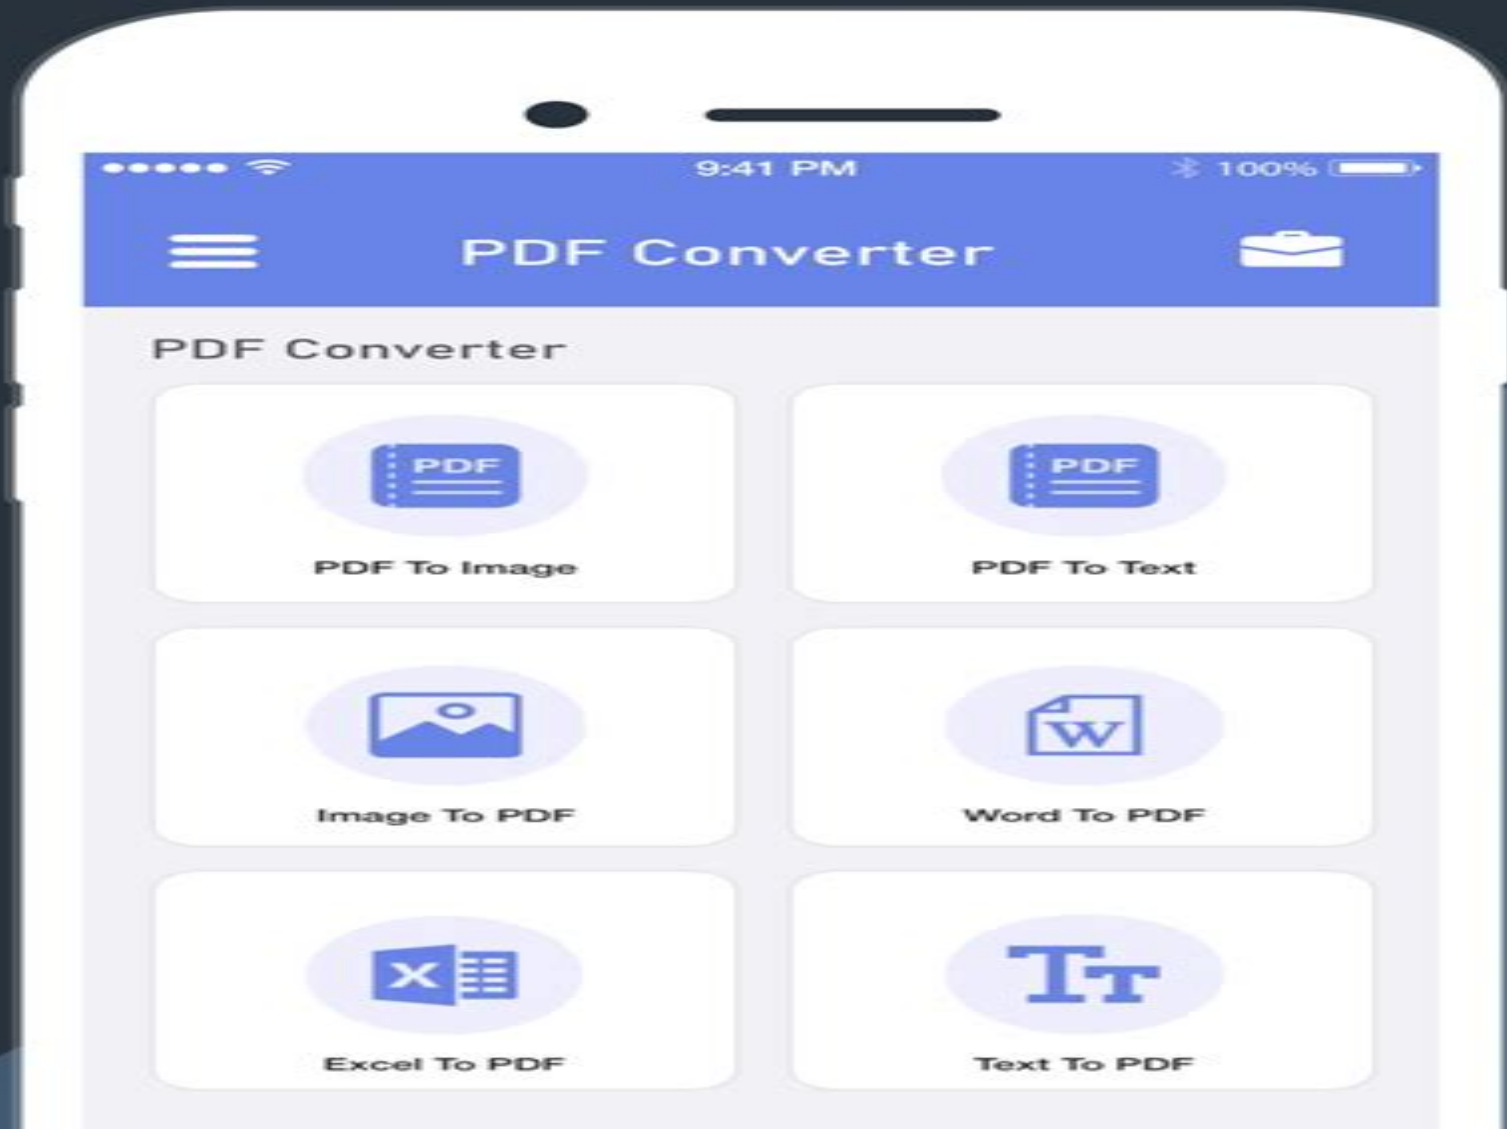 9:41 PM 100%
PDF Converter
PDF Converter
PDF PDF
PDF To Image PDF To Text
W
Image To PDF Word To PDF
X TT
Excel To PDF Text To PDF